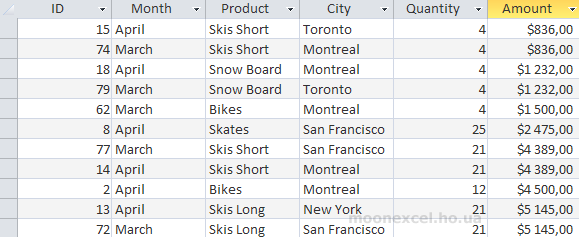 ID Month Product City Quantity Amount
15 April Skis Short Toronto 4 $836,00
74 March Skis Short Montreal 4 $836,00
18 April Snow Board Montreal 4 $1 232,00
79 March Snow Board Toronto 4 $1 232,00
62 March Bikes Montreal 4 $1 500,00
8 April Skates San Francisco 25 $2 475,00
77 March Skis Short San Francisco 21 $4 389,00
14 April Skis Short Montreal 21 $4 389,00
2 April Bikes Montreal 12 $4 500,00
13 April Skis Long New York 21 $5 145,00
moonexcel.ho.ua
72 March Skis Long San Francisco 21 $5 145,00